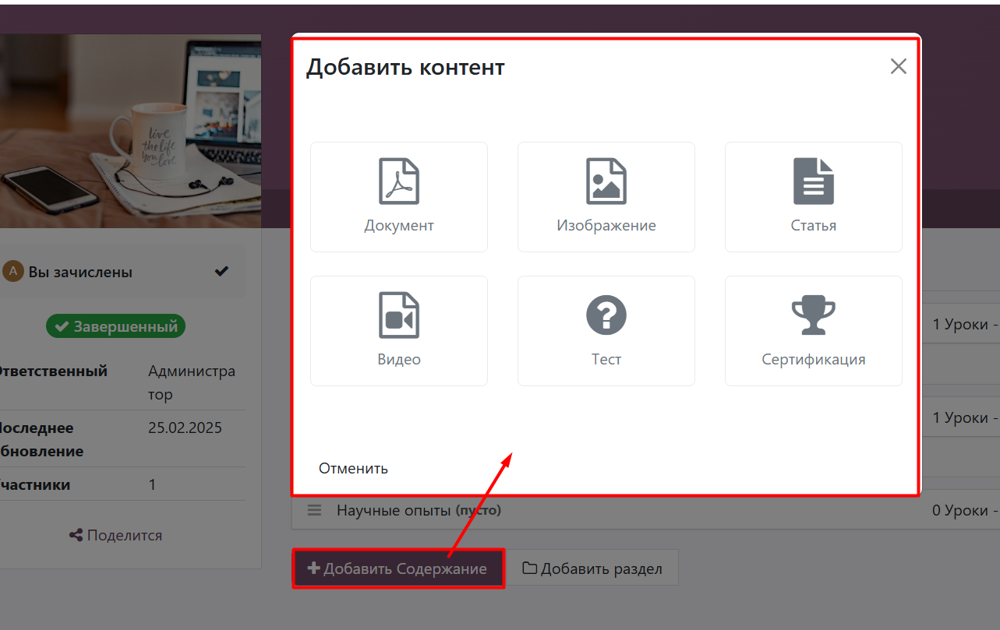 Добавить контент
Документ
Изображение
Статья
Видео
Тест
Сертификация
Отменить
live
the life
you love
A Вы зачислены
Завершенный
тветственный Администра
тор
оследнее 25.02.2025
бновление
частники 1
Поделится
1 Уроки -
1 Уроки -
Научные опыты (пусто) 0 Уроки -
Добавить Содержание
Добавить раздел